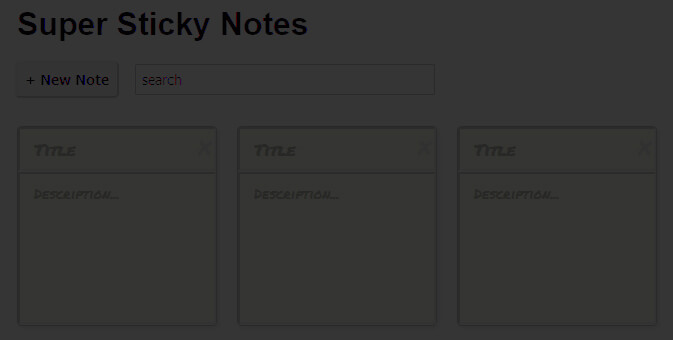 Super Sticky Notes
+ New Note search
Title X Title X Title X
Description... Description... Description...